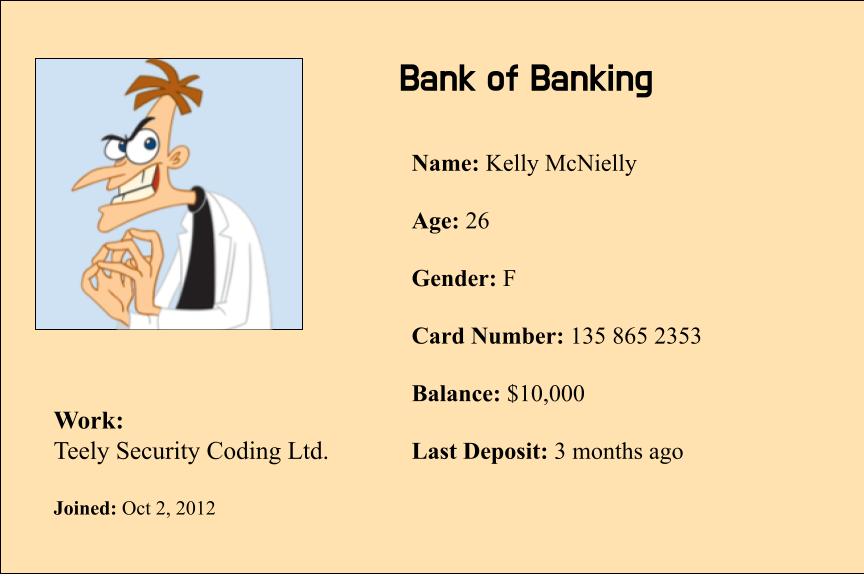 Bank of Banking
Name: Kelly McNielly
Age: 26
Gender: F
Card Number: 135 865 2353
Balance: $10,000
Last Deposit: 3 months ago
Work:
Teely Security Coding Ltd.
Joined: Oct 2, 2012